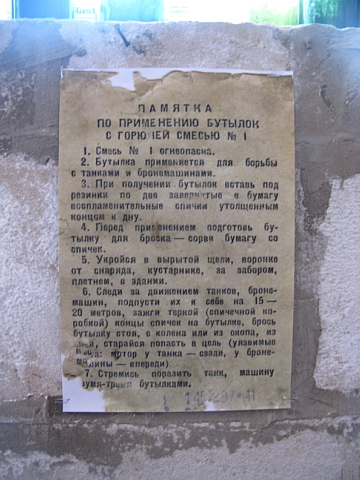 ПАМЯТКА
ПО ПРИМЕНЕНИЮ БУТЫЛОК
С ГОРЮЧЕЙ СМЕСЬЮ № 1
1. Смесь № 1 огнеопасна.
2. Бутылка применяется для борьбы
с танками и бронемашинами.
3. При получении бутылок вставь под
резинки по две завернутые в бумагу
воспламенительные спички утолщенным
концом к дну.
4. Перед применением подготовь бу-
тылку для броска — сорви бумагу со
спичек.
5. Укройся в вырытой щели, воронке
от снаряда, кустарнике, за забором,
плетнем, в здании.
6. Следи за движением танков, броне-
машин, подпусти их к себе на 15—
20 метров, зажги теркой (спичечной ко-
робкой) концы спичек на бутылке, брось
бутылку стоя, с колена или из окопа, из
старайся попасть в цель (уязвимые
мотор у танка — сзади, у броне-
машины — впереди)
7. Стремись поразить танк, машину
двумя-тремя бутылками.